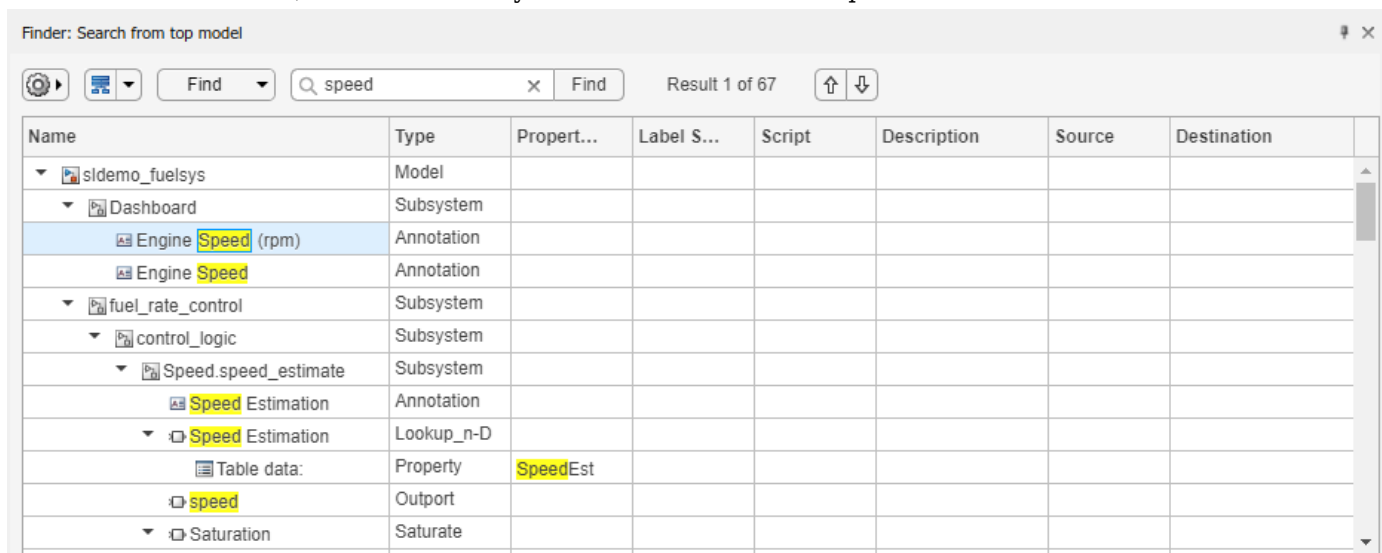 Finder: Search from top model
Find speed Find Result 1 of 67
Name Type Propert... Label S... Script Description Source Destination
sldemo_fuelsys Model
Dashboard Subsystem
Engine Speed (rpm) Annotation
Engine Speed Annotation
fuel_rate_control Subsystem
control_logic Subsystem
Speed.speed_estimate Subsystem
Speed Estimation Annotation
Speed Estimation Lookup_n-D
Table data: Property SpeedEst
speed Outport
Saturation Saturate